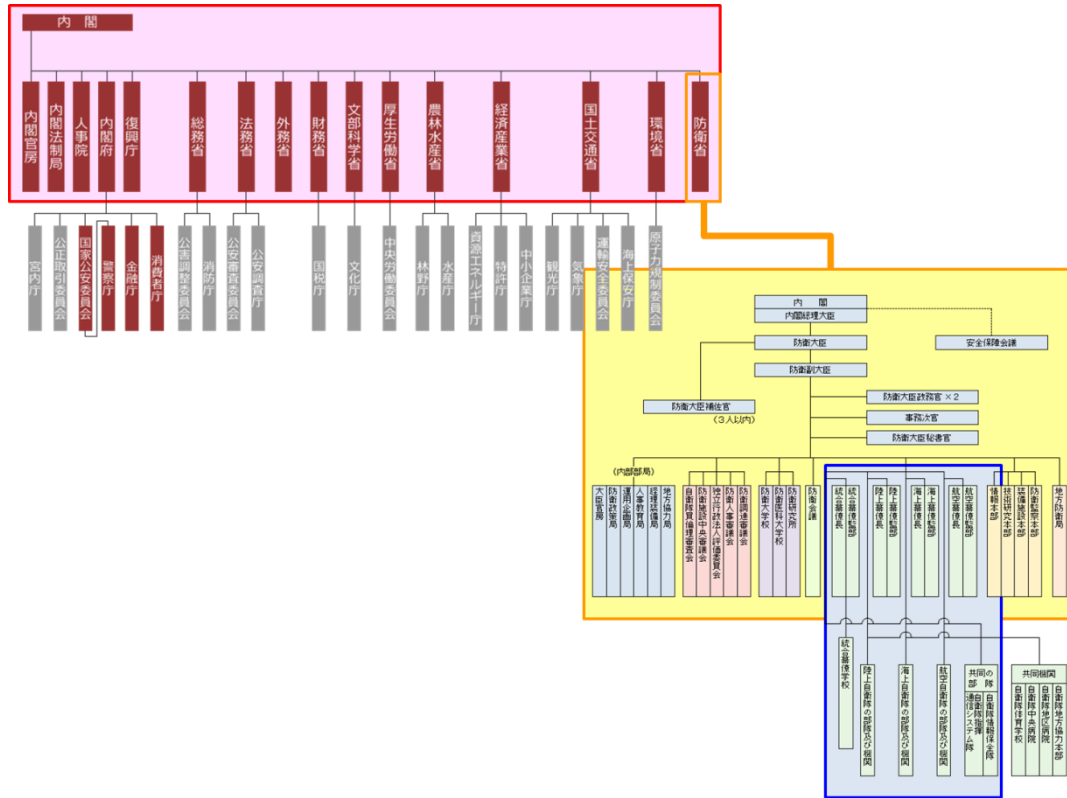 内　閣
内閣官房
内閣法制局
人事院
内閣府
復興庁
総務省
法務省
外務省
財務省
文部科学省
厚生労働省
農林水産省
経済産業省
国土交通省
環境省
防衛省
宮内庁
公正取引委員会
国家公安委員会
警察庁
金融庁
消費者庁
公害調整委員会
消防庁
公安審査委員会
公安調査庁
国税庁
文化庁
中央労働委員会
林野庁
水産庁
資源エネルギー庁
特許庁
中小企業庁
観光庁
気象庁
運輸安全委員会
海上保安庁
原子力規制委員会
内　閣
内閣総理大臣
防衛大臣
安全保障会議
防衛副大臣
防衛大臣政務官×2
防衛大臣補佐官
(3人以内)
事務次官
防衛大臣秘書官
(内部部局)
大臣官房
防衛政策局
運用企画局
人事教育局
経理装備局
地方協力局
自衛隊員倫理審査会
防衛施設中央審議会
独立行政法人評価委員会
防衛人事審議会
防衛調達審議会
防衛大学校
防衛医科大学校
防衛研究所
防衛会議
統合幕僚長
統合幕僚監部
陸上幕僚長
陸上幕僚監部
海上幕僚長
海上幕僚監部
航空幕僚長
航空幕僚監部
情報本部
技術研究本部
装備施設本部
防衛監察本部
地方防衛局
統合幕僚学校
陸上自衛隊の部隊及び機関
海上自衛隊の部隊及び機関
航空自衛隊の部隊及び機関
共同の
部　隊
自衛隊指揮
通信システム隊
自衛隊情報保全隊
共同機関
自衛隊体育学校
自衛隊中央病院
自衛隊地区病院
自衛隊地方協力本部